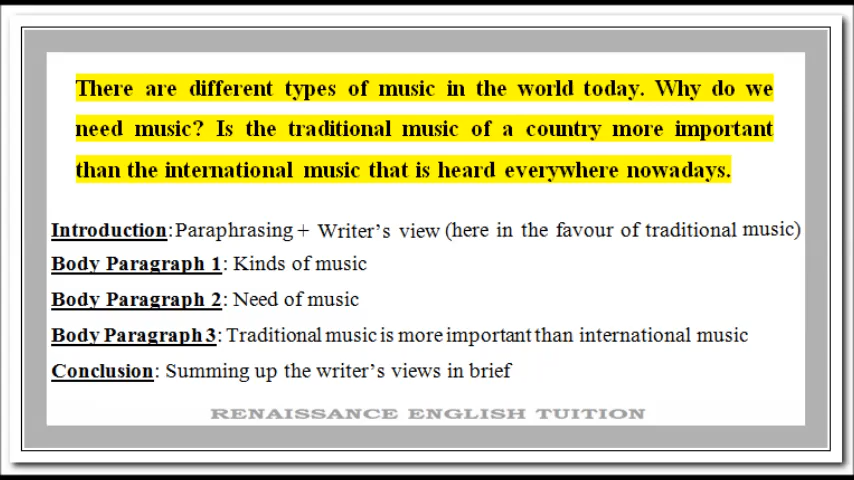 There are different types of music in the world today. Why do we
need music? Is the traditional music of a country more important
than the international music that is heard everywhere nowadays.
Introduction: Paraphrasing + Writer's view (here in the favour of traditional music)
Body Paragraph 1: Kinds of music
Body Paragraph 2: Need of music
Body Paragraph 3: Traditional music is more important than international music
Conclusion: Summing up the writer's views in brief
RENAISSANCE ENGLISH TUITION